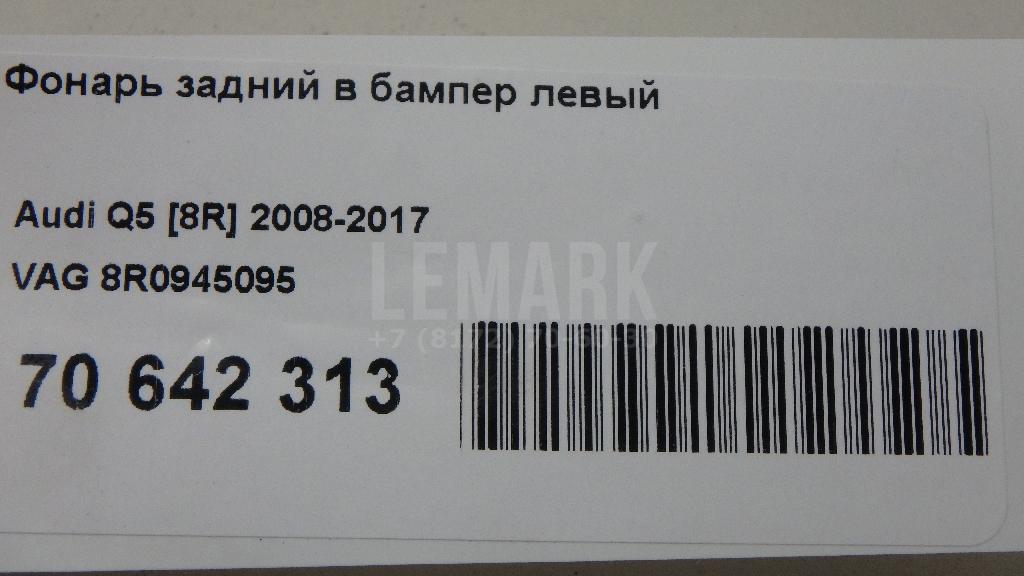 Фонарь задний в бампер левый
Audi Q5 [8R] 2008-2017
VAG 8R0945095
LEMARK
70 642 313